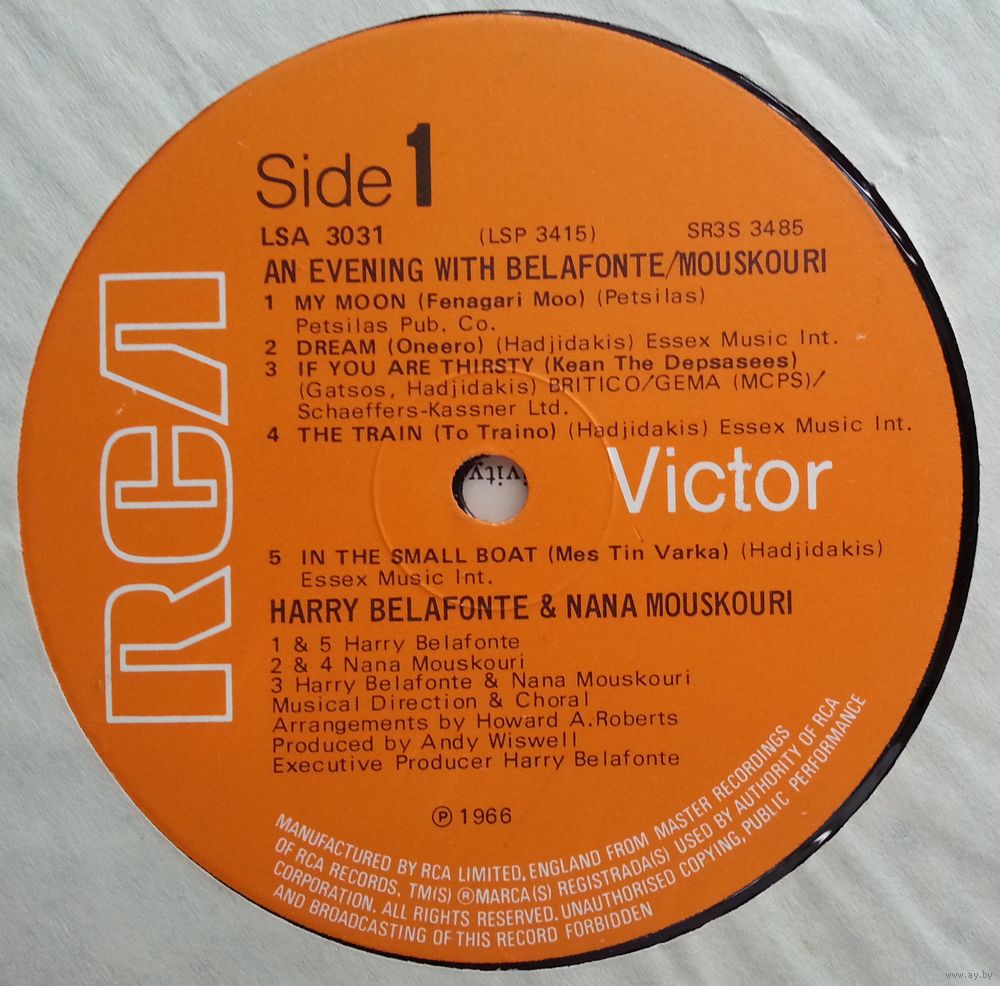 Side 1
LSA 3031 (LSP 3415) SR3S 3485
AN EVENING WITH BELAFONTE/MOUSKOURI
1 MY MOON (Fenagari Moo) (Petsilas)
Petsilas Pub. Co.
2 DREAM (Oneero) (Hadjidakis) Essex Music Int.
3 IF YOU ARE THIRSTY (Kean The Depsasees)
(Gatsos, Hadjidakis) BRITICO/GEMA (MCPS)/
Schaeffers-Kassner Ltd.
4 THE TRAIN (To Traino) (Hadjidakis) Essex Music Int.
RCA
Victor
ivity
5 IN THE SMALL BOAT (Mes Tin Varka) (Hadjidakis)
Essex Music Int.
HARRY BELAFONTE & NANA MOUSKOURI
1 & 5 Harry Belafonte
2 & 4 Nana Mouskouri
3 Harry Belafonte & Nana Mouskouri
Musical Direction & Choral
Arrangements by Howard A.Roberts
Produced by Andy Wiswell
Executive Producer Harry Belafonte
℗ 1966
MANUFACTURED BY RCA LIMITED, ENGLAND FROM MASTER RECORDINGS
OF RCA RECORDS. TM(S) ® MARCA(S) REGISTRADA(S) USED BY AUTHORITY OF RCA
CORPORATION. ALL RIGHTS RESERVED. UNAUTHORISED COPYING, PUBLIC PERFORMANCE
AND BROADCASTING OF THIS RECORD FORBIDDEN
www.ay.by